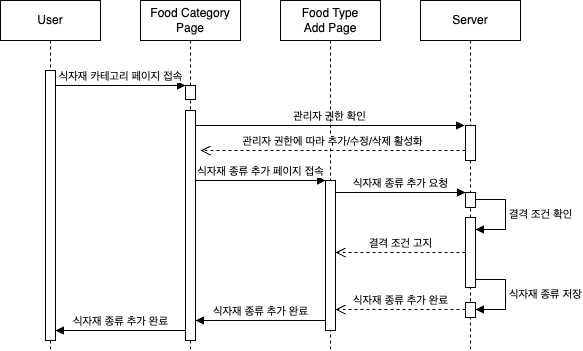 User
Food Category
Page
Food Type
Add Page
Server
식자재 카테고리 페이지 접속
관리자 권한 확인
관리자 권한에 따라 추가/수정/삭제 활성화
식자재 종류 추가 페이지 접속
식자재 종류 추가 요청
결격 조건 확인
결격 조건 고지
식자재 종류 저장
식자재 종류 추가 완료
식자재 종류 추가 완료
식자재 종류 추가 완료